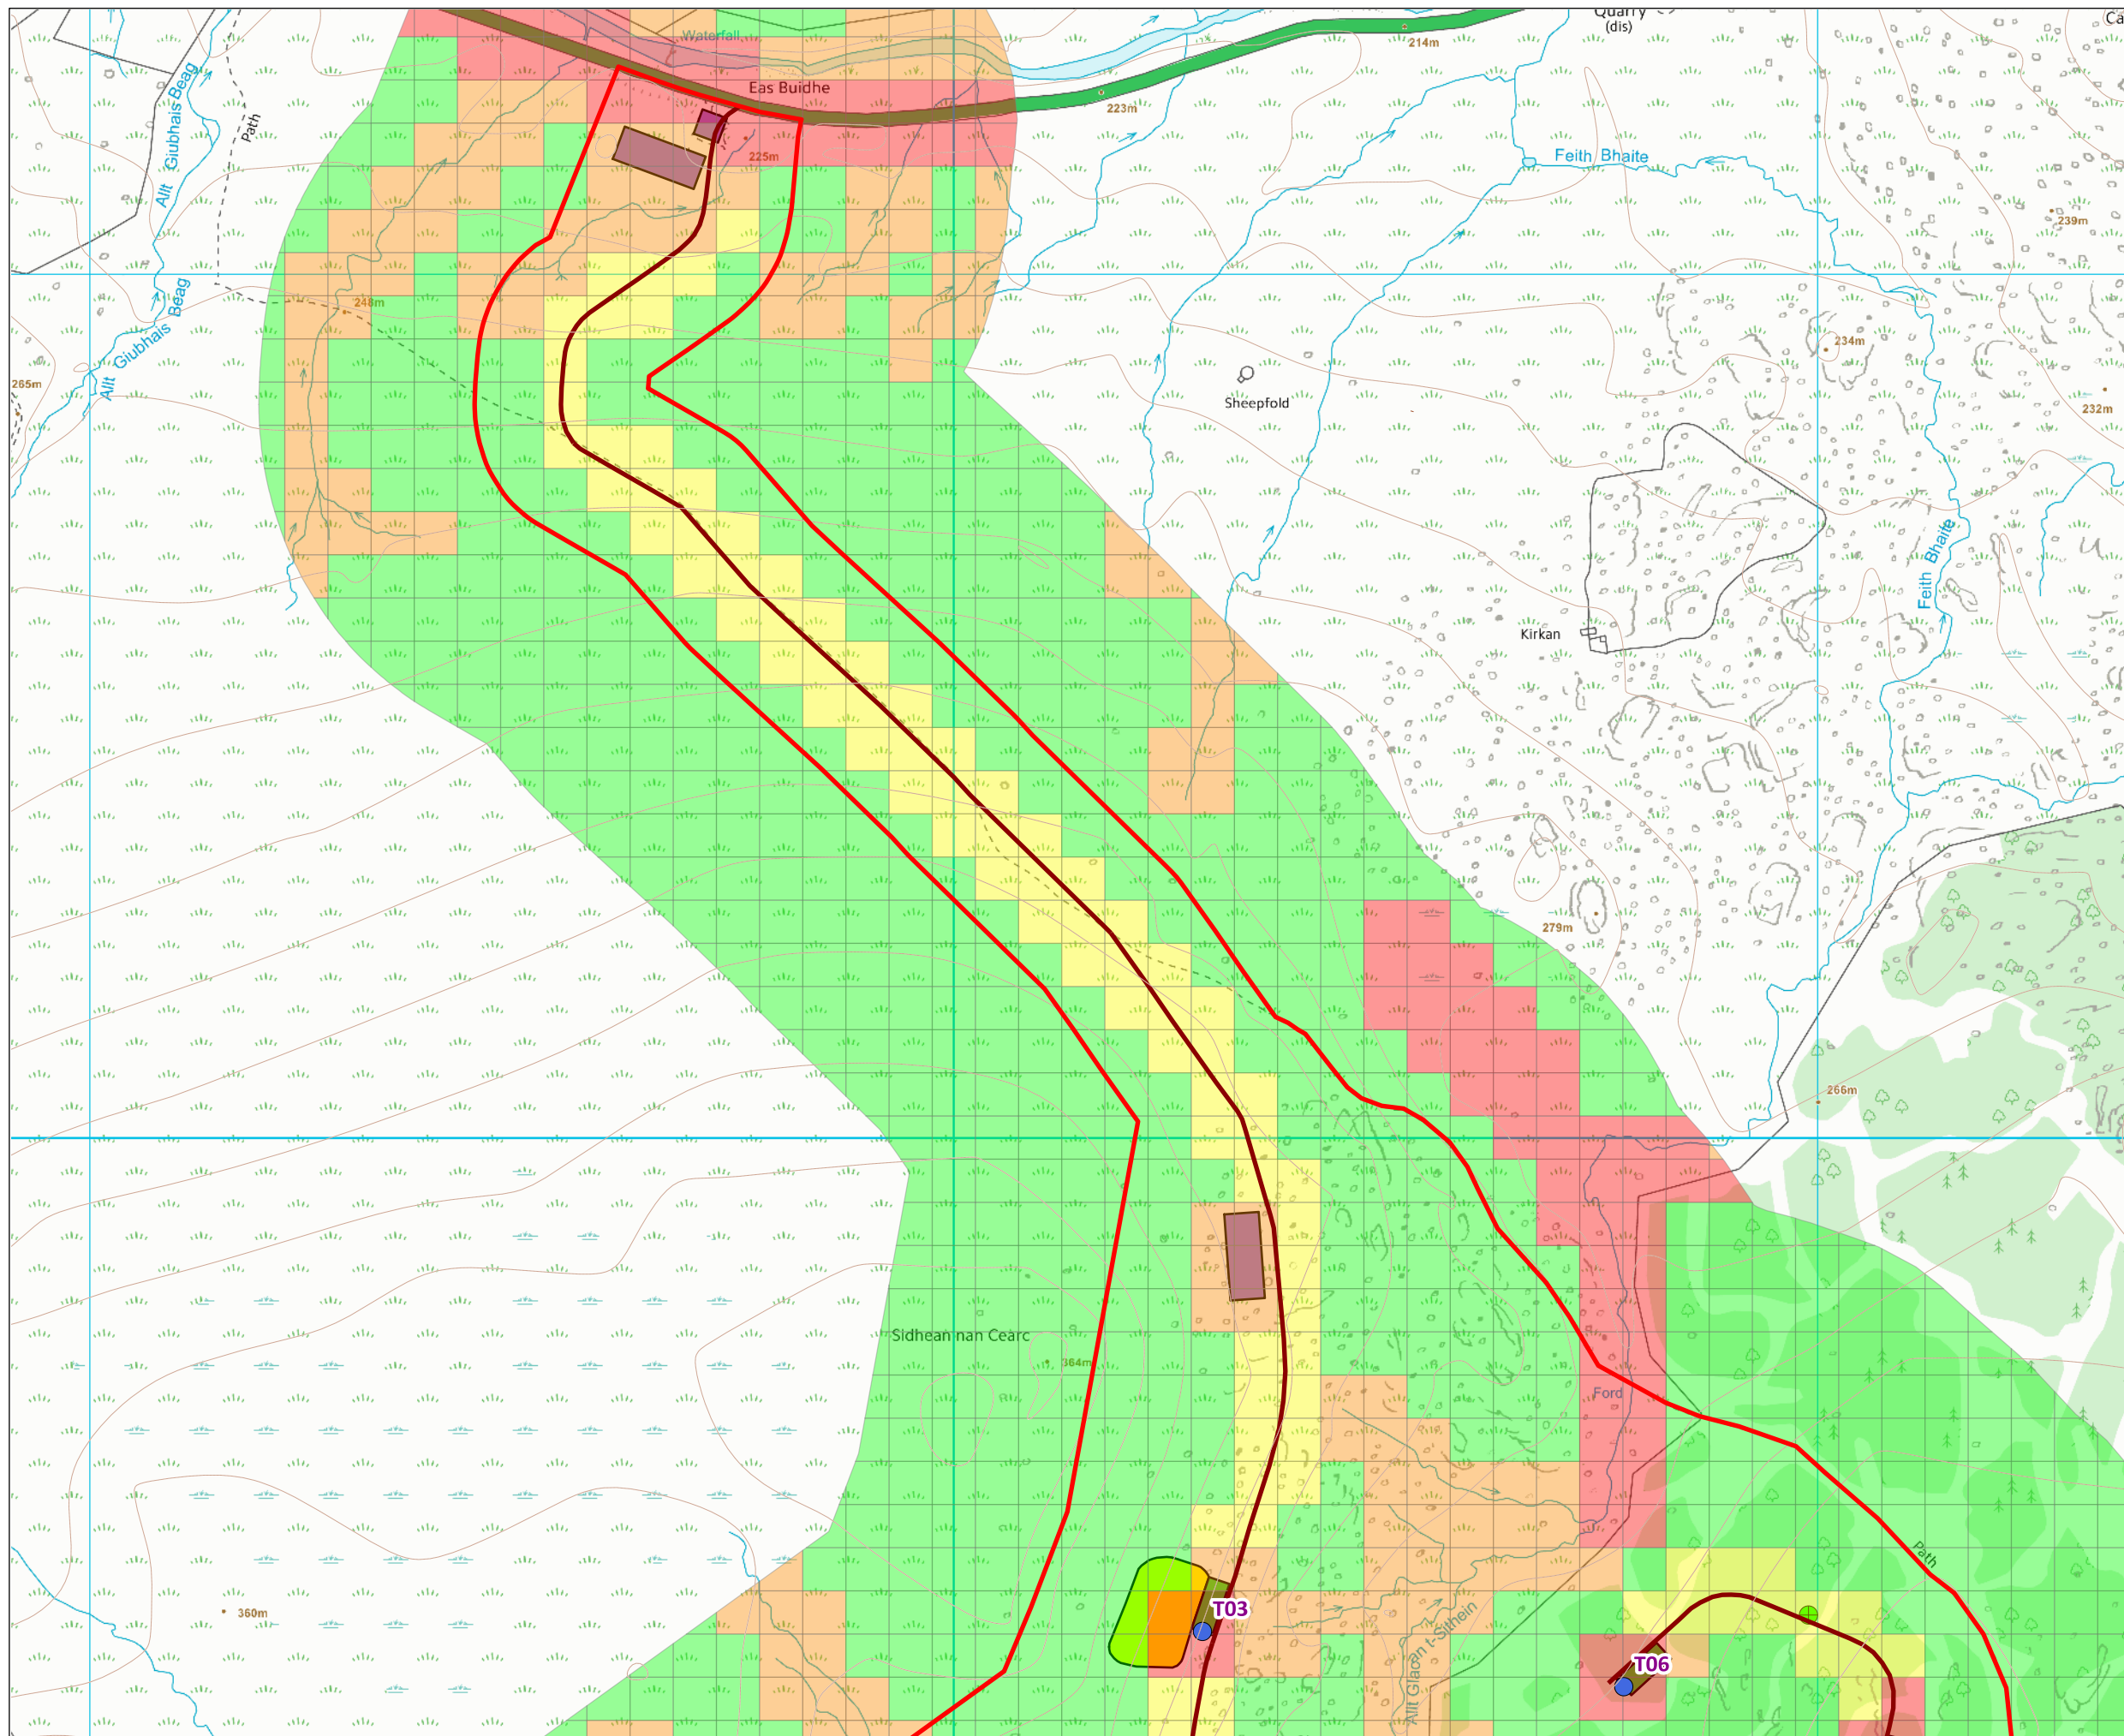 Quarry
(dis)
Ca
Waterfall
214m
Eas Buidhe
223m
Allt Giubhais Beag
Path
225m
Feith Bhaite
239m
248m
Allt Giubhais Beag
234m
265m
Sheepfold
232m
Feith Bhaite
Kirkan
279m
266m
Sidhean nan Cearc
364m
Ford
Path
360m
T03
Allt Glac an t-Sithein
T06